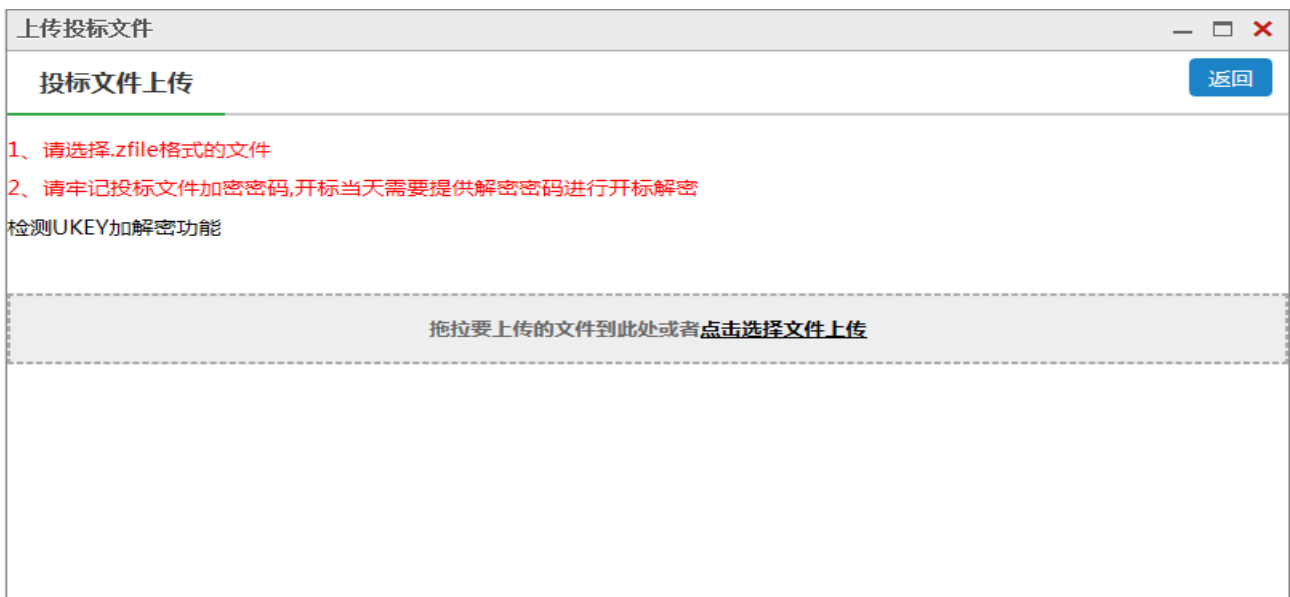 上传投标文件
投标文件上传
返回
1、请选择.zfile格式的文件
2、请牢记投标文件加密密码,开标当天需要提供解密密码进行开标解密
检测UKEY加解密功能
拖拉要上传的文件到此处或者点击选择文件上传